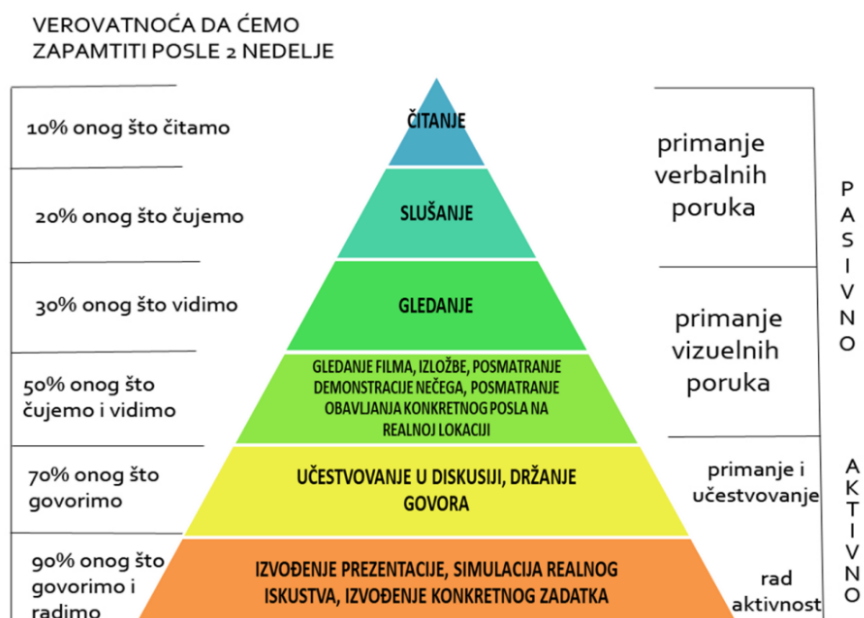 VEROVATNOĆA DA ĆEMO
ZAPAMTITI POSLE 2 NEDELJE
10% onog što čitamo
ČITANJE
primanje
verbalnih
poruka
20% onog što čujemo
SLUŠANJE
30% onog što vidimo
GLEDANJE
primanje
vizuelnih
poruka
PASIVNO
50% onog što
čujemo i vidimo
GLEDANJE FILMA, IZLOŽBE, POSMATRANJE
DEMONSTRACIJE NEČEGA, POSMATRANJE
OBAVLJANJA KONKRETNOG POSLA NA
REALNOJ LOKACIJI
70% onog što
govorimo
UČESTVOVANJE U DISKUSIJI, DRŽANJE
GOVORA
primanje i
učestvovanje
90% onog što
govorimo i
radimo
IZVOĐENJE PREZENTACIJE, SIMULACIJA REALNOG
ISKUSTVA, IZVOĐENJE KONKRETNOG ZADATKA
rad
aktivnost
AKTIVNO